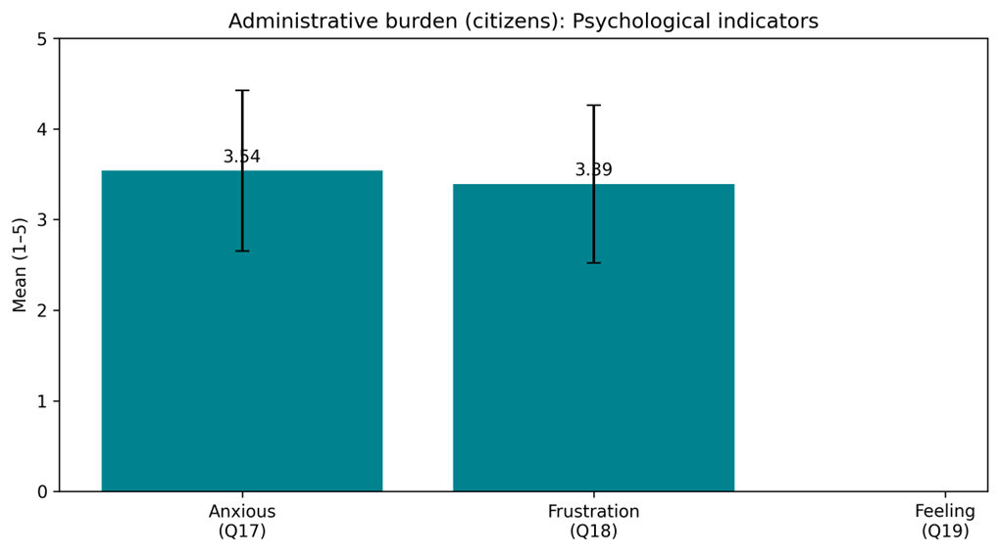 Administrative burden (citizens): Psychological indicators
5
4
3
2
1
0
Mean (1–5)
3.54
3.39
Anxious
(Q17)
Frustration
(Q18)
Feeling
(Q19)